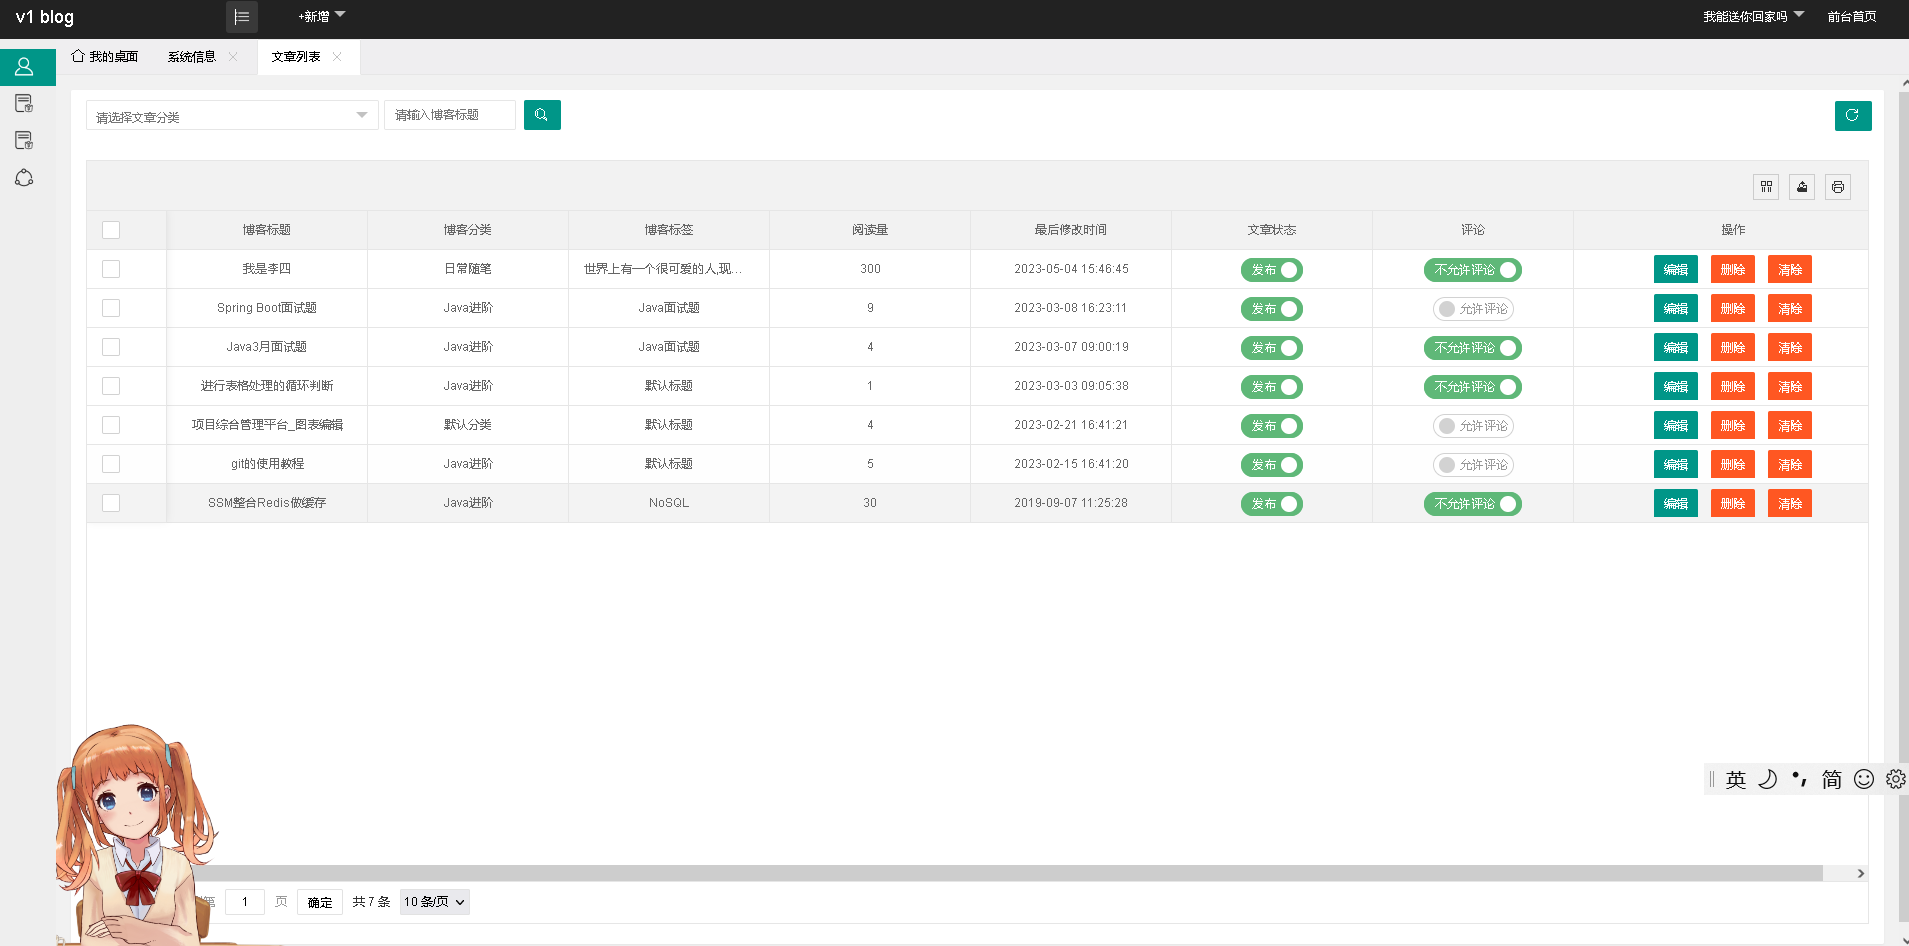 v1 blog +新增 我能送你回家吗 前台首页
我的桌面 系统信息 文章列表
请选择文章分类 请输入博客标题
博客标题 博客分类 博客标签 阅读量 最后修改时间 文章状态 评论 操作
我是李四 日常随笔 世界上有一个很可爱的人,现... 300 2023-05-04 15:46:45 发布 不允许评论 编辑 删除 清除
Spring Boot面试题 Java进阶 Java面试题 9 2023-03-08 16:23:11 发布 允许评论 编辑 删除 清除
Java3月面试题 Java进阶 Java面试题 4 2023-03-07 09:00:19 发布 不允许评论 编辑 删除 清除
进行表格处理的循环判断 Java进阶 默认标题 1 2023-03-03 09:05:38 发布 不允许评论 编辑 删除 清除
项目综合管理平台_图表编辑 默认分类 默认标题 4 2023-02-21 16:41:21 发布 允许评论 编辑 删除 清除
git的使用教程 Java进阶 默认标题 5 2023-02-15 16:41:20 发布 允许评论 编辑 删除 清除
SSM整合Redis做缓存 Java进阶 NoSQL 30 2019-09-07 11:25:28 发布 不允许评论 编辑 删除 清除
英 简
第 1 页 确定 共 7 条 10 条/页